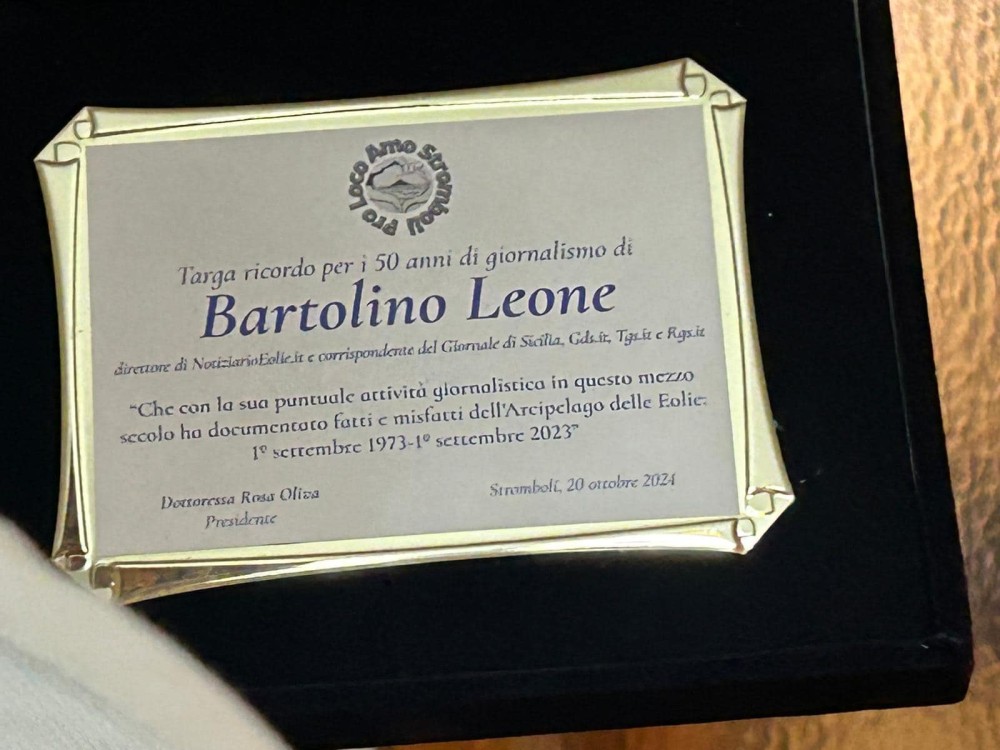 Pro Loco Amo Stromboli
Targa ricordo per i 50 anni di giornalismo di
Bartolino Leone
direttore di NotiziarioEolie.it e corrispondente del Giornale di Sicilia, Gds.it, Tgs.it e Rgs.it
“Che con la sua puntuale attività giornalistica in questo mezzo
secolo ha documentato fatti e misfatti dell'Arcipelago delle Eolie.
1º settembre 1973-1º settembre 2023”
Dottoressa Rosa Oliva
Presidente
Stromboli, 20 ottobre 2024